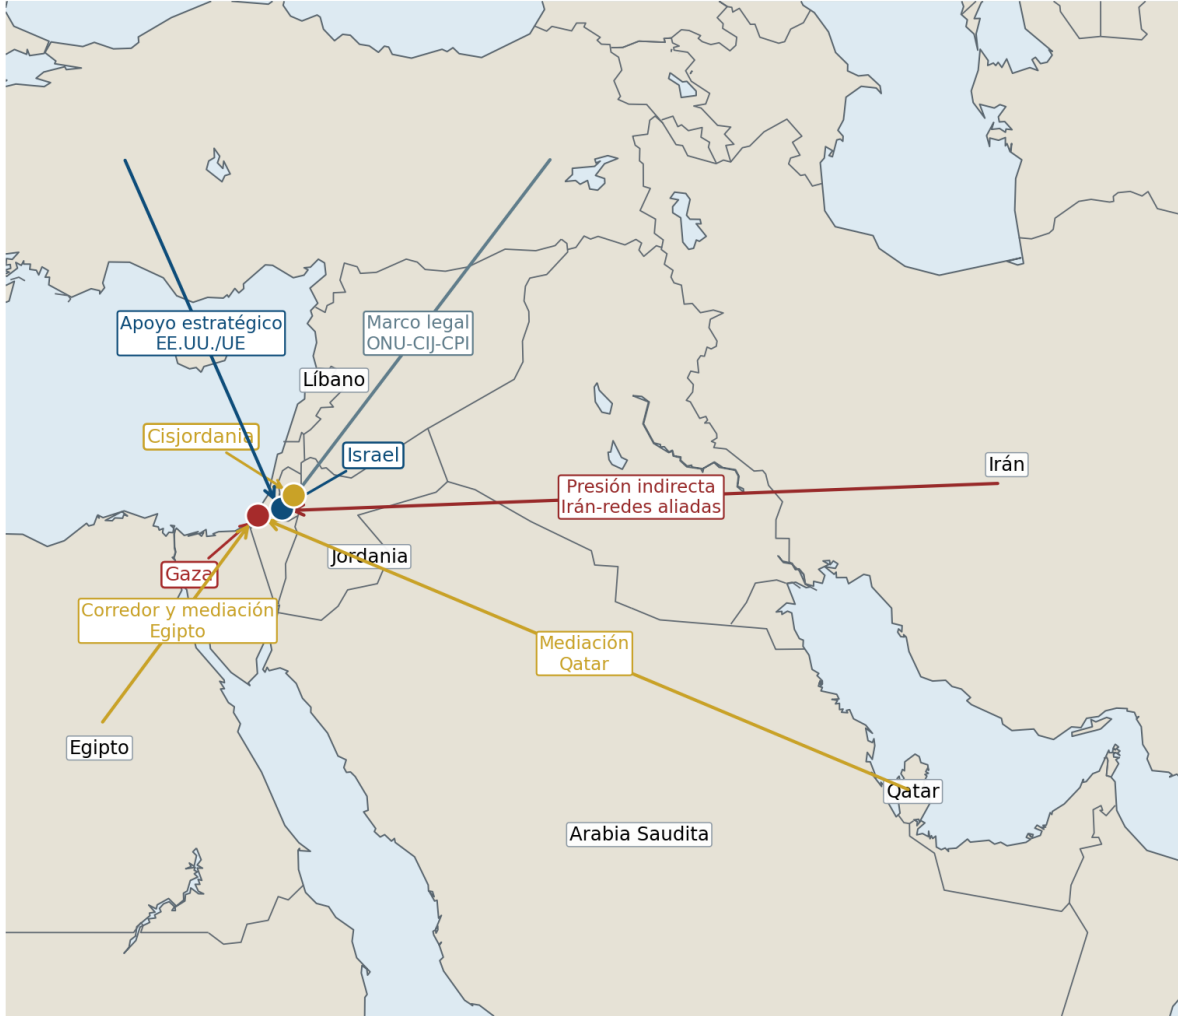 Apoyo estratégico
EE.UU./UE
Marco legal
ONU-CIJ-CPI
Líbano
Cisjordania
Israel
Irán
Presión indirecta
Irán-redes aliadas
Jordania
Gaza
Corredor y mediación
Egipto
Mediación
Qatar
Egipto
Qatar
Arabia Saudita